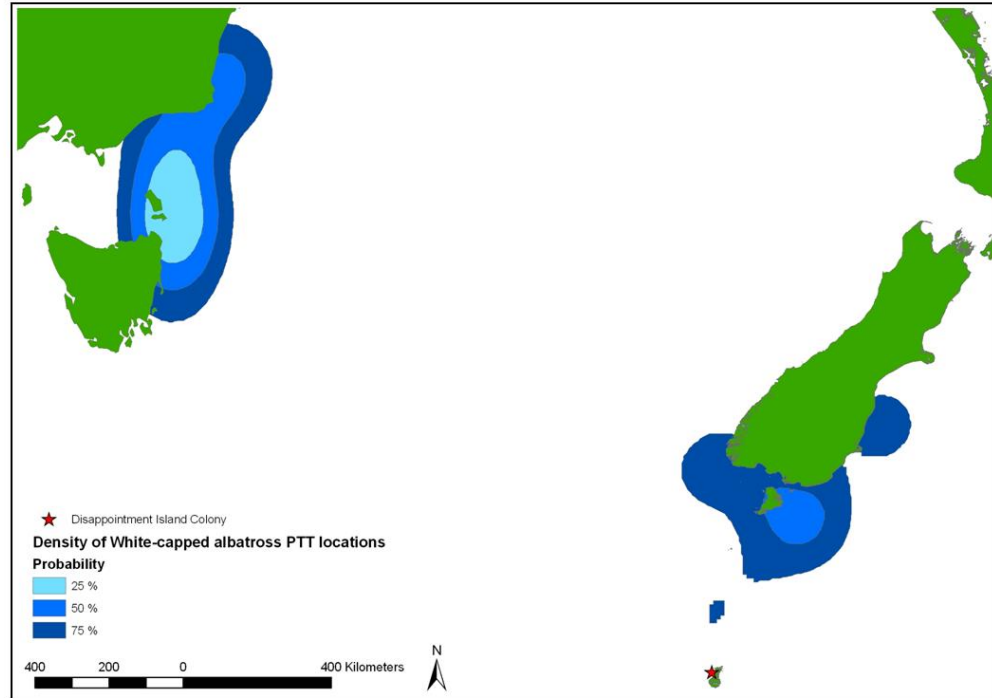 Disappointment Island Colony
Density of White-capped albatross PTT locations
Probability
25 %
50 %
75 %
400 200 0 400 Kilometers
N